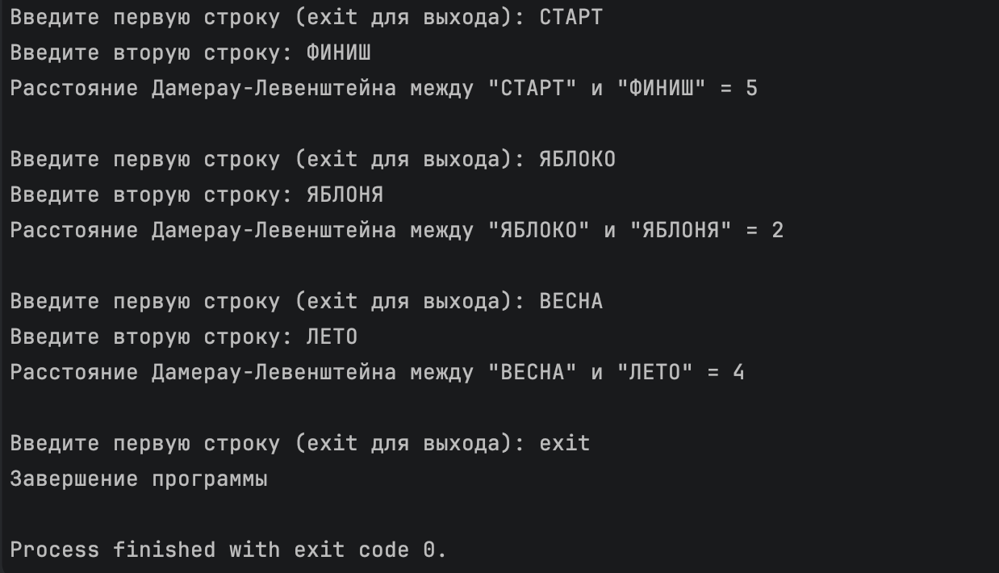 Введите первую строку (exit для выхода): СТАРТ
Введите вторую строку: ФИНИШ
Расстояние Дамерау-Левенштейна между "СТАРТ" и "ФИНИШ" = 5
Введите первую строку (exit для выхода): ЯБЛОКО
Введите вторую строку: ЯБЛОНЯ
Расстояние Дамерау-Левенштейна между "ЯБЛОКО" и "ЯБЛОНЯ" = 2
Введите первую строку (exit для выхода): ВЕСНА
Введите вторую строку: ЛЕТО
Расстояние Дамерау-Левенштейна между "ВЕСНА" и "ЛЕТО" = 4
Введите первую строку (exit для выхода): exit
Завершение программы
Process finished with exit code 0.